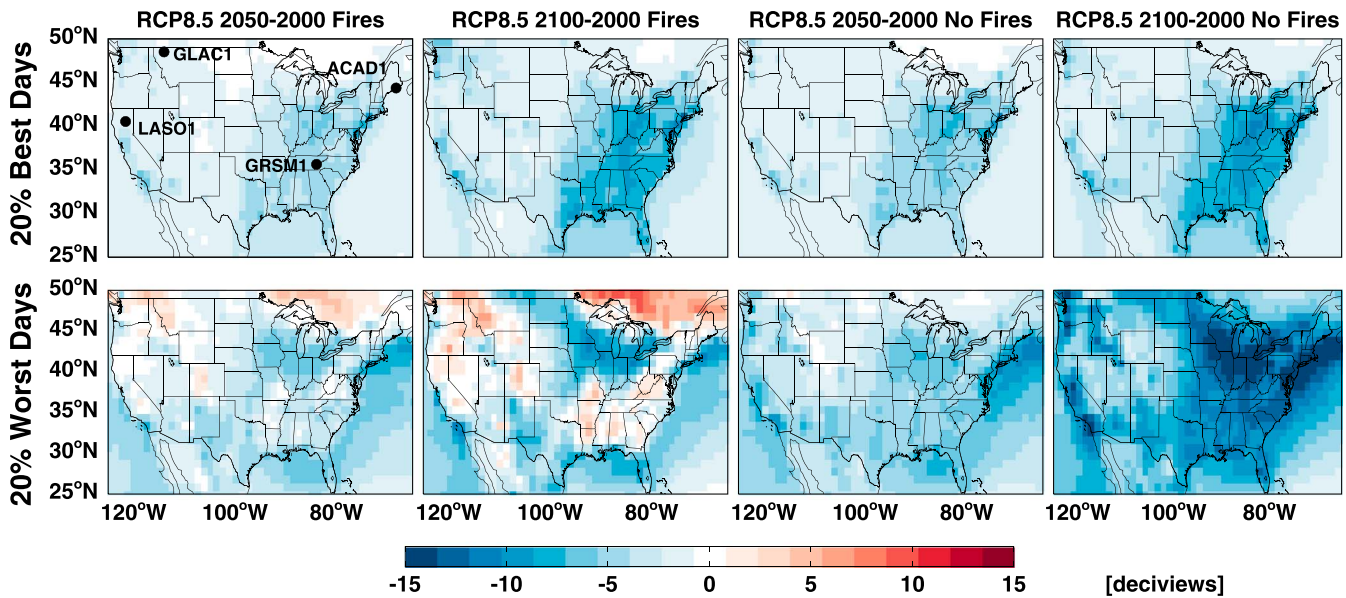 RCP8.5 2050-2000 Fires
RCP8.5 2100-2000 Fires
RCP8.5 2050-2000 No Fires
RCP8.5 2100-2000 No Fires
20% Best Days
50°N
45°N
40°N
35°N
30°N
25°N
GLAC1
ACAD1
LASO1
GRSM1
20% Worst Days
50°N
45°N
40°N
35°N
30°N
25°N
120°W 100°W 80°W
120°W 100°W 80°W
120°W 100°W 80°W
120°W 100°W 80°W
-15 -10 -5 0 5 10 15 [deciviews]